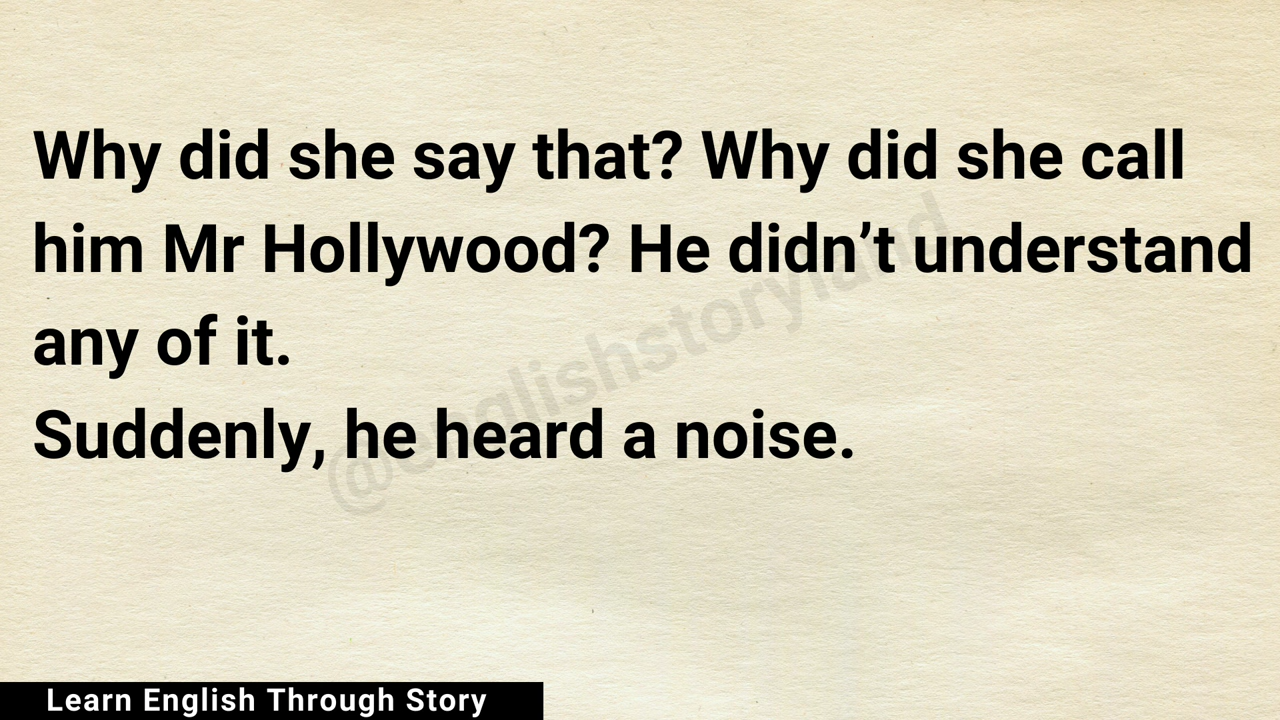 Why did she say that? Why did she call
him Mr Hollywood? He didn’t understand
any of it.
Suddenly, he heard a noise.
@englishstoryland
Learn English Through Story